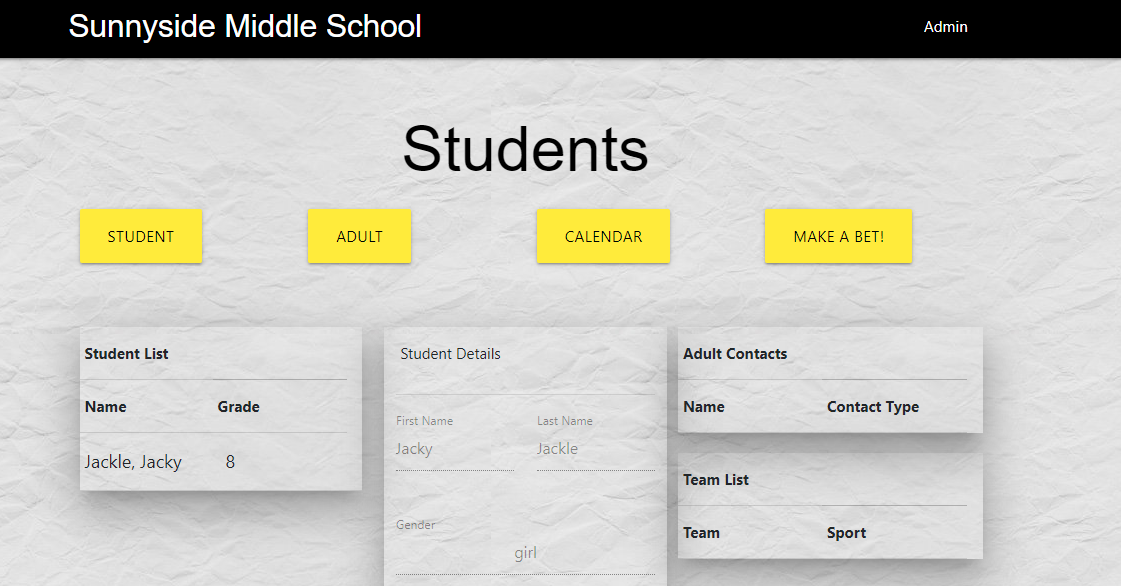 Sunnyside Middle School
Admin
Students
STUDENT
ADULT
CALENDAR
MAKE A BET!
Student List
Name Grade
Jackle, Jacky 8
Student Details
First Name Last Name
Jacky Jackle
Gender
girl
Adult Contacts
Name Contact Type
Team List
Team Sport